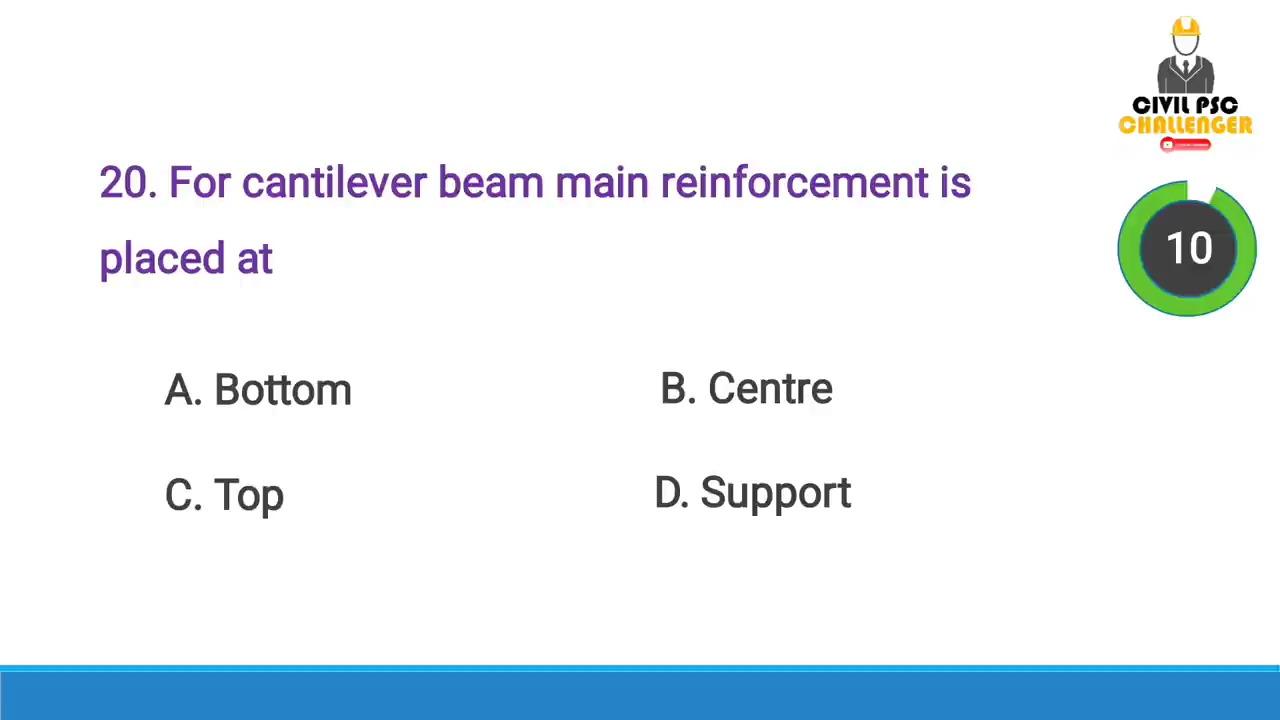 CIVIL PSC
CHALLENGER
20. For cantilever beam main reinforcement is
placed at
10
A. Bottom
B. Centre
C. Top
D. Support